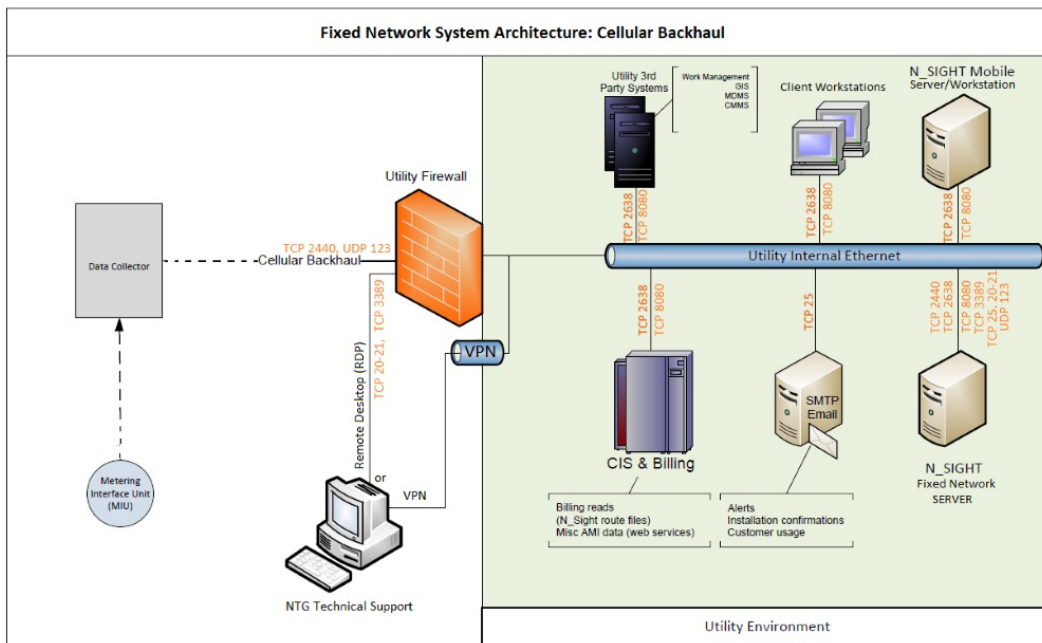 Fixed Network System Architecture: Cellular Backhaul
Utility 3rd
Party Systems
Work Management
GIS
MDMS
CMMS
Client Workstations
N_SIGHT Mobile
Server/Workstation
TCP 2638
TCP 8080
TCP 2638
TCP 8080
TCP 2638
TCP 8080
Utility Firewall
Data Collector
TCP 2440, UDP 123
Cellular Backhaul
Utility Internal Ethernet
Remote Desktop (RDP)
TCP 20-21, TCP 3389
VPN
TCP 2638
TCP 8080
TCP 25
TCP 2440
TCP 2638
TCP 8080
TCP 3389
TCP 25, 20-21
UDP 123
Metering
Interface Unit
(MIU)
or
VPN
NTG Technical Support
CIS & Billing
Billing reads
(N_Sight route files)
Misc AMI data (web services)
SMTP
Email
Alerts
Installation confirmations
Customer usage
N_SIGHT
Fixed Network
SERVER
Utility Environment